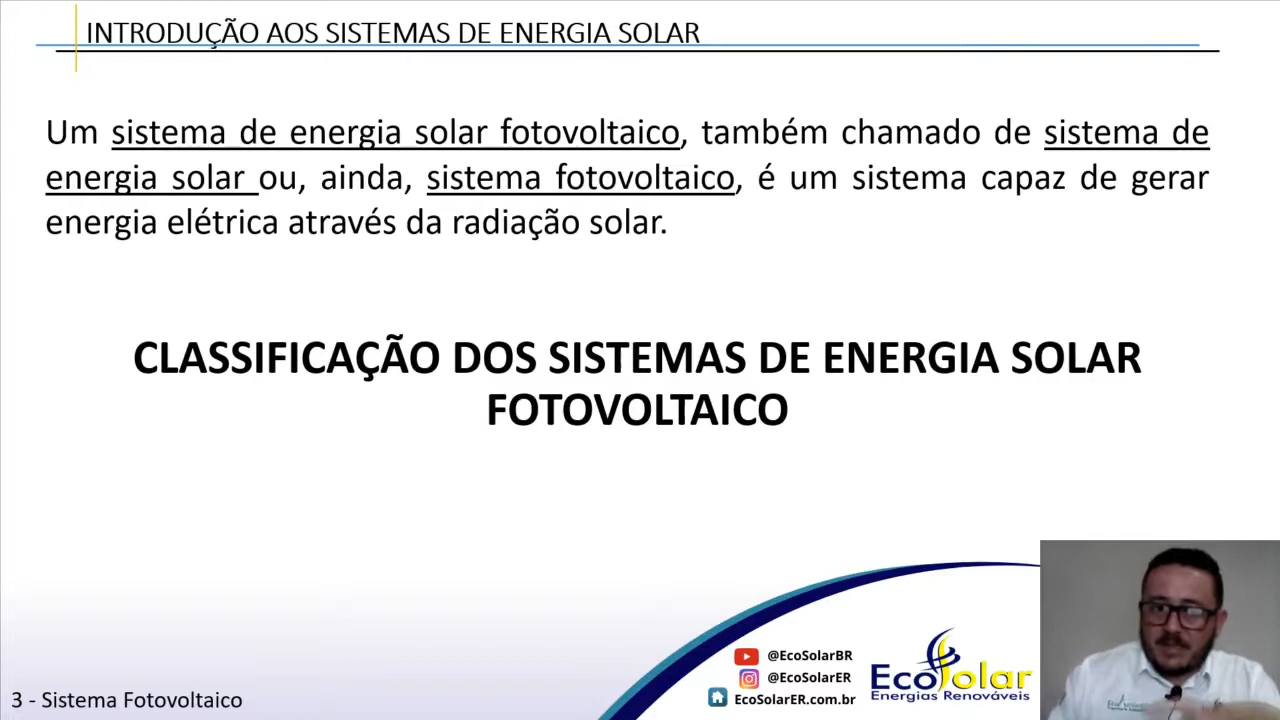 INTRODUÇÃO AOS SISTEMAS DE ENERGIA SOLAR
Um sistema de energia solar fotovoltaico, também chamado de sistema de
energia solar ou, ainda, sistema fotovoltaico, é um sistema capaz de gerar
energia elétrica através da radiação solar.
CLASSIFICAÇÃO DOS SISTEMAS DE ENERGIA SOLAR
FOTOVOLTAICO
@EcoSolarBR
@EcoSolarER
EcoSolarER.com.br
EcoSolar
Energias Renováveis
3 - Sistema Fotovoltaico